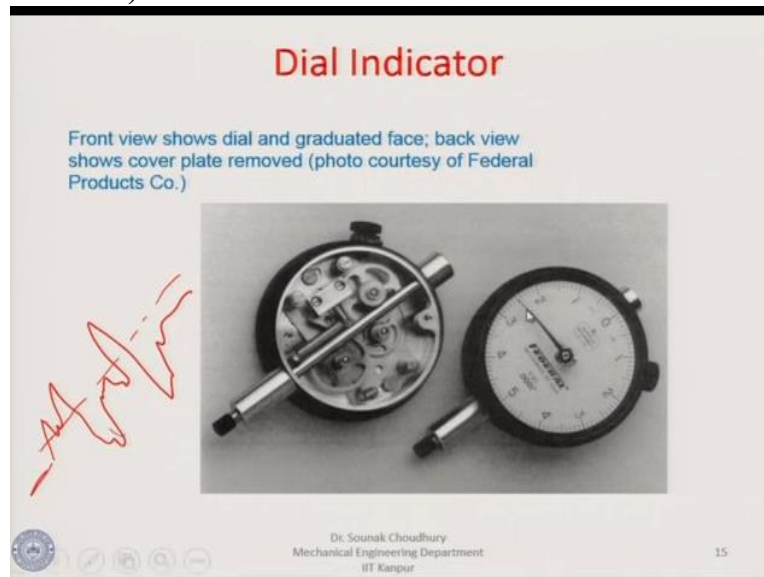 Dial Indicator
Front view shows dial and graduated face; back view
shows cover plate removed (photo courtesy of Federal
Products Co.)
FEDERAL
Dr. Sounak Choudhury
Mechanical Engineering Department
IIT Kanpur
15